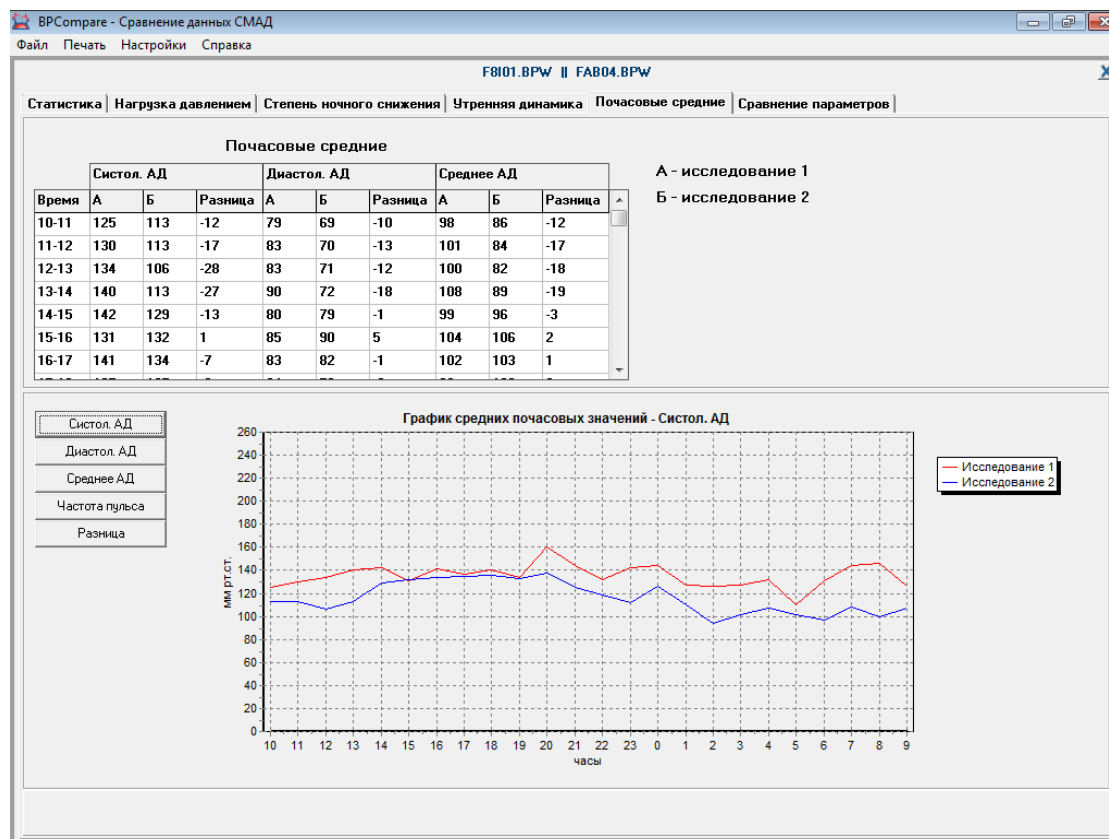 BPCompare - Сравнение данных СМАД
Файл Печать Настройки Справка
F8I01.BPW || FAB04.BPW
Статистика Нагрузка давлением Степень ночного снижения Утренняя динамика Почасовые средние Сравнение параметров
Почасовые средние
Систол. АД Диастол. АД Среднее АД
Время А Б Разница А Б Разница А Б Разница
10-11 125 113 -12 79 69 -10 98 86 -12
11-12 130 113 -17 83 70 -13 101 84 -17
12-13 134 106 -28 83 71 -12 100 82 -18
13-14 140 113 -27 90 72 -18 108 89 -19
14-15 142 129 -13 80 79 -1 99 96 -3
15-16 131 132 1 85 90 5 104 106 2
16-17 141 134 -7 83 82 -1 102 103 1
А - исследование 1
Б - исследование 2
Систол. АД
Диастол. АД
Среднее АД
Частота пульса
Разница
График средних почасовых значений - Систол. АД
260
240
220
200
180
160
140
120
100
80
60
40
20
0
мм рт.ст.
10 11 12 13 14 15 16 17 18 19 20 21 22 23 0 1 2 3 4 5 6 7 8 9
часы
Исследование 1
Исследование 2